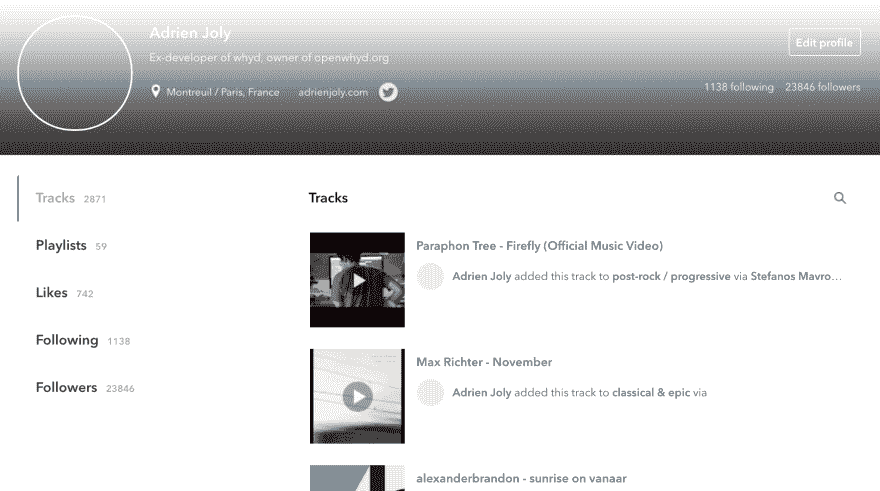 Adrien Joly
Ex-developer of whyd, owner of openwhyd.org
Edit profile
Montreuil / Paris, France adrienjoly.com
1138 following 23846 followers
Tracks 2871
Playlists 59
Likes 742
Following 1138
Followers 23846
Tracks
Paraphon Tree - Firefly (Official Music Video)
Adrien Joly added this track to post-rock / progressive via Stefanos Mavro...
Max Richter - November
Adrien Joly added this track to classical & epic via
alexanderbrandon - sunrise on vanaar